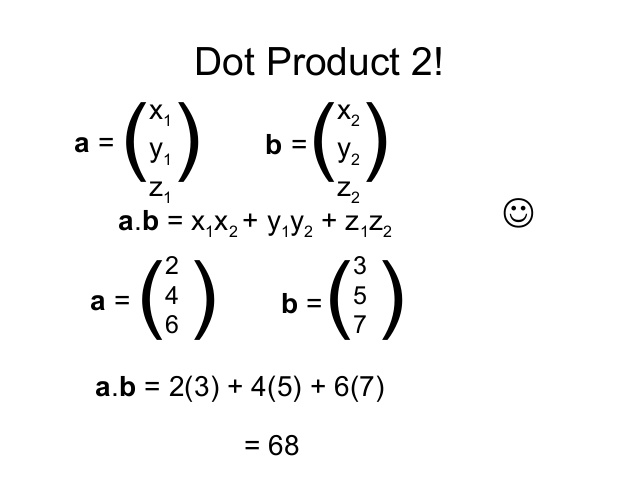 Dot Product 2!
a = (x₁ y₁ z₁) b = (x₂ y₂ z₂)
a.b = x₁x₂ + y₁y₂ + z₁z₂ ☺
a = (2 4 6) b = (3 5 7)
a.b = 2(3) + 4(5) + 6(7)
= 68